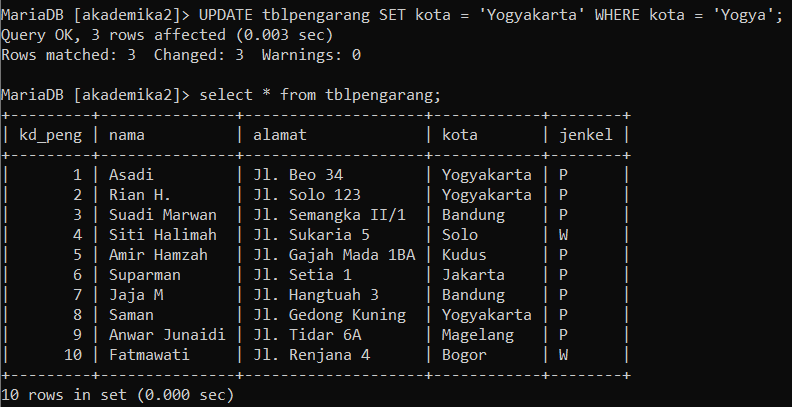 MariaDB [akademika2]> UPDATE tblpengarang SET kota = 'Yogyakarta' WHERE kota = 'Yogya';
Query OK, 3 rows affected (0.003 sec)
Rows matched: 3  Changed: 3  Warnings: 0

MariaDB [akademika2]> select * from tblpengarang;
+---------+---------------+--------------------+------------+--------+
| kd_peng | nama          | alamat             | kota       | jenkel |
+---------+---------------+--------------------+------------+--------+
|       1 | Asadi         | Jl. Beo 34         | Yogyakarta | P      |
|       2 | Rian H.       | Jl. Solo 123       | Yogyakarta | P      |
|       3 | Suadi Marwan  | Jl. Semangka II/1  | Bandung    | P      |
|       4 | Siti Halimah  | Jl. Sukaria 5      | Solo       | W      |
|       5 | Amir Hamzah   | Jl. Gajah Mada 1BA | Kudus      | P      |
|       6 | Suparman      | Jl. Setia 1        | Jakarta    | P      |
|       7 | Jaja M        | Jl. Hangtuah 3     | Bandung    | P      |
|       8 | Saman         | Jl. Gedong Kuning  | Yogyakarta | P      |
|       9 | Anwar Junaidi | Jl. Tidar 6A       | Magelang   | P      |
|      10 | Fatmawati     | Jl. Renjana 4      | Bogor      | W      |
+---------+---------------+--------------------+------------+--------+
10 rows in set (0.000 sec)